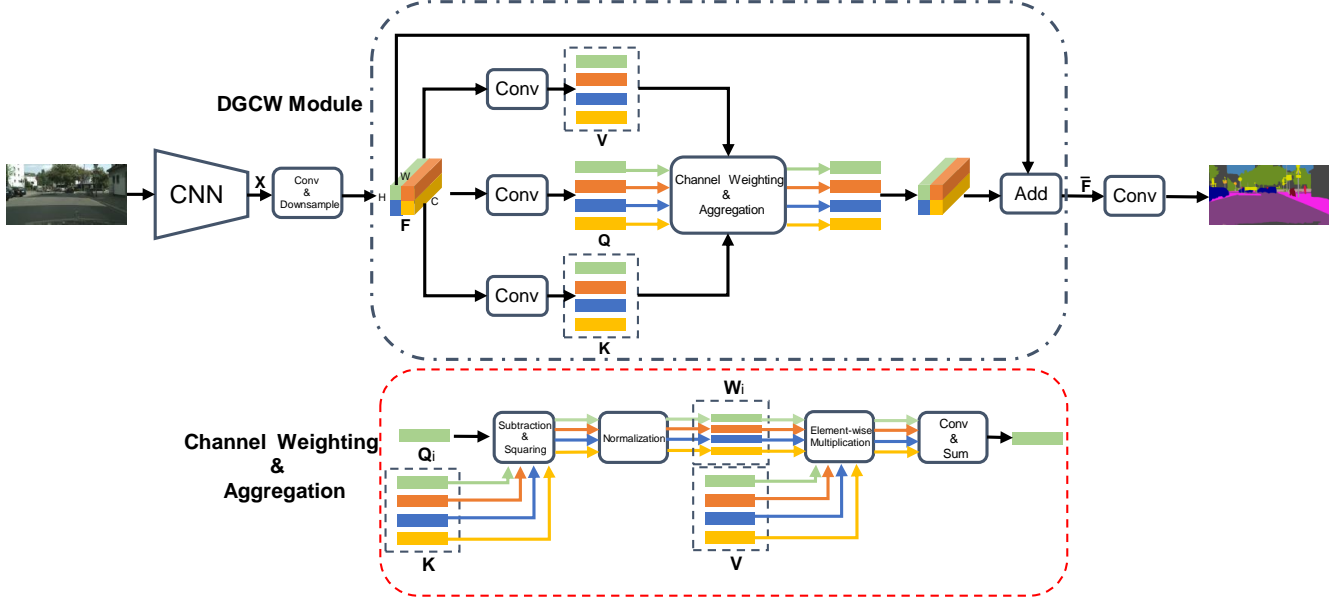 DGCW Module
CNN
X
Conv
&
Downsample
H
W
C
F
Conv
V
Conv
Q
Conv
K
Channel Weighting
&
Aggregation
Add
F̅
Conv
Channel Weighting
&
Aggregation
Qi
K
Subtraction
&
Squaring
Normalization
Wi
V
Element-wise
Multiplication
Conv
&
Sum